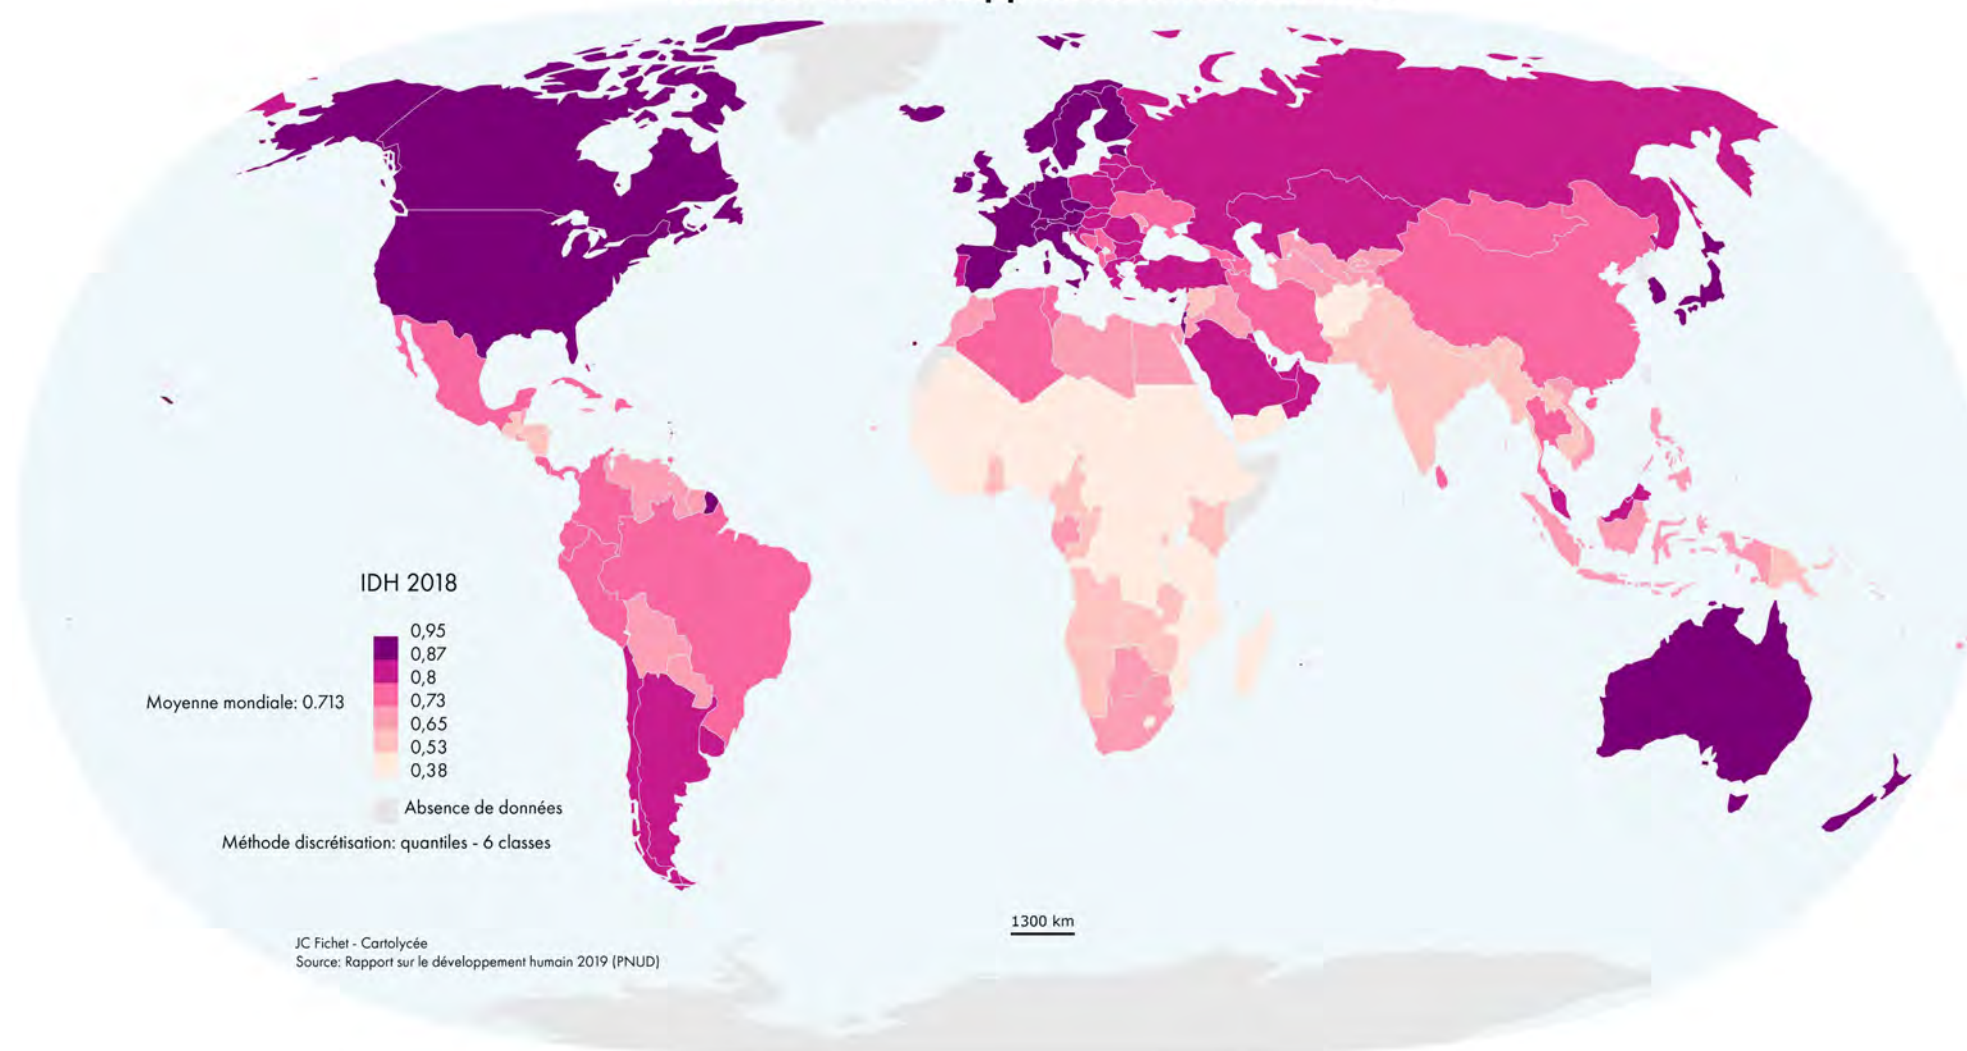 IDH 2018
0,95
0,87
0,8
0,73
0,65
0,53
0,38
Moyenne mondiale: 0.713
Absence de données
Méthode discrétisation: quantiles - 6 classes
1300 km
JC Fichet - Cartolycée
Source: Rapport sur le développement humain 2019 (PNUD)